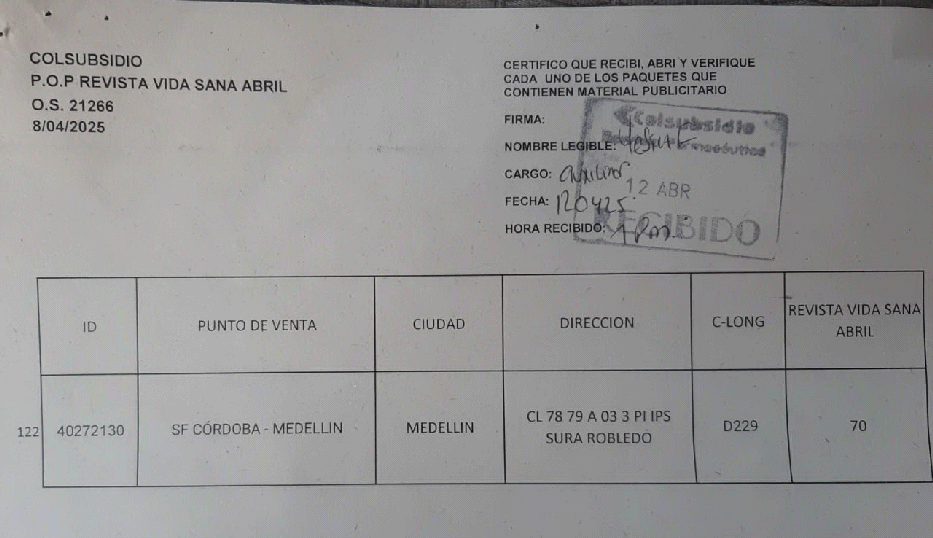 COLSUBSIDIO
P.O.P REVISTA VIDA SANA ABRIL
O.S. 21266
8/04/2025
CERTIFICO QUE RECIBI, ABRI Y VERIFIQUE
CADA UNO DE LOS PAQUETES QUE
CONTIENEN MATERIAL PUBLICITARIO
FIRMA:
Colsubsidio
NOMBRE LEGIBLE:
CARGO:
12 ABR
FECHA: 120425
HORA RECIBIDO:
RECIBIDO
ID PUNTO DE VENTA CIUDAD DIRECCION C-LONG REVISTA VIDA SANA
ABRIL
122 40272130 SF CÓRDOBA - MEDELLIN MEDELLIN CL 78 79 A 03 3 PI IPS D229 70
SURA ROBLEDO